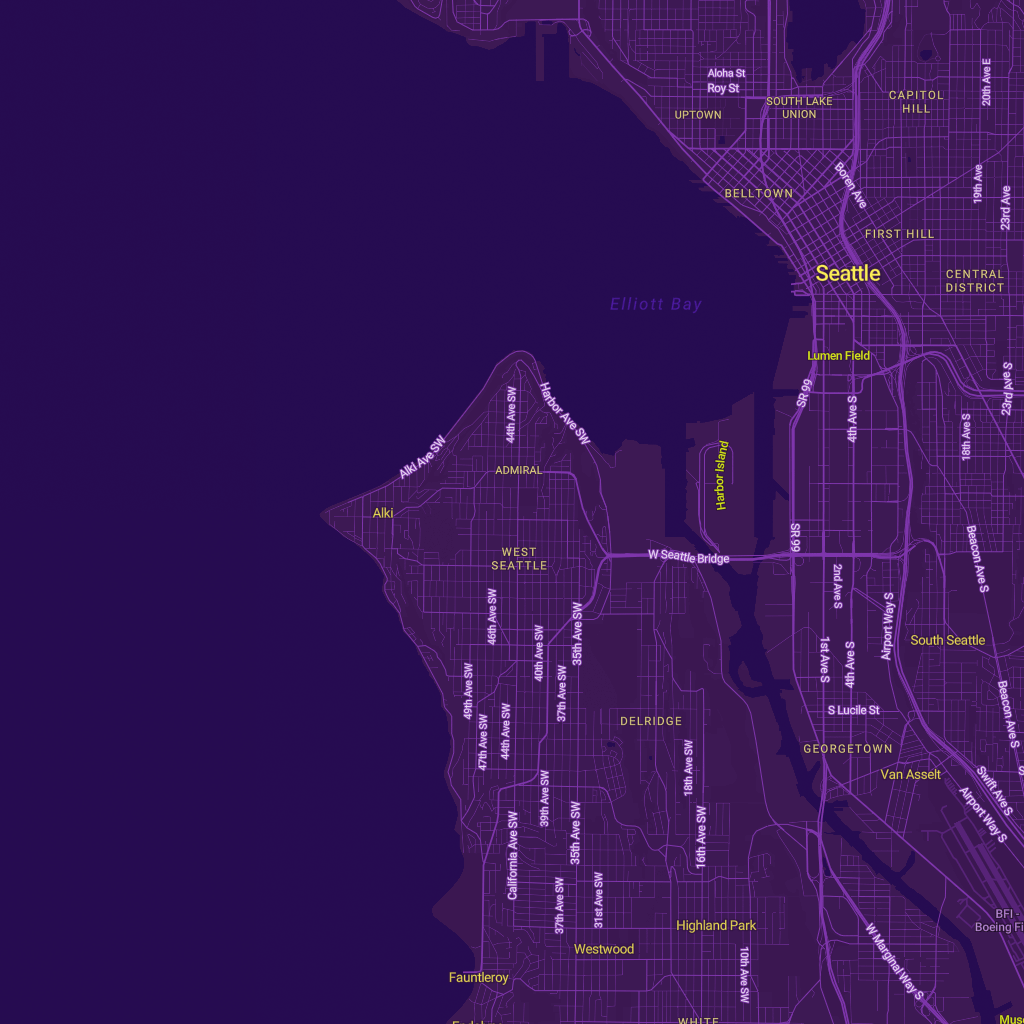 Aloha St
Roy St
20th Ave E
CAPITOL
HILL
SOUTH LAKE
UNION
UPTOWN
BELLTOWN
Boren Ave
19th Ave
23rd Ave
FIRST HILL
Seattle
CENTRAL
DISTRICT
Elliott Bay
Lumen Field
SR 99
4th Ave S
23rd Ave S
18th Ave S
44th Ave SW
Harbor Ave SW
Alki Ave SW
ADMIRAL
Harbor Island
Alki
SR 99
W Seattle Bridge
WEST
SEATTLE
Beacon Ave S
2nd Ave S
46th Ave SW
35th Ave SW
40th Ave SW
Airport Way S
South Seattle
1st Ave S
4th Ave S
49th Ave SW
37th Ave SW
44th Ave SW
47th Ave SW
DELRIDGE
S Lucile St
Beacon Ave S
GEORGETOWN
18th Ave SW
Van Asselt
Swift Ave S
Airport Way S
39th Ave SW
35th Ave SW
16th Ave SW
California Ave SW
37th Ave SW
31st Ave SW
Highland Park
BFI -
Boeing Fi
Westwood
W Marginal Way S
10th Ave SW
Fauntleroy
WHITE